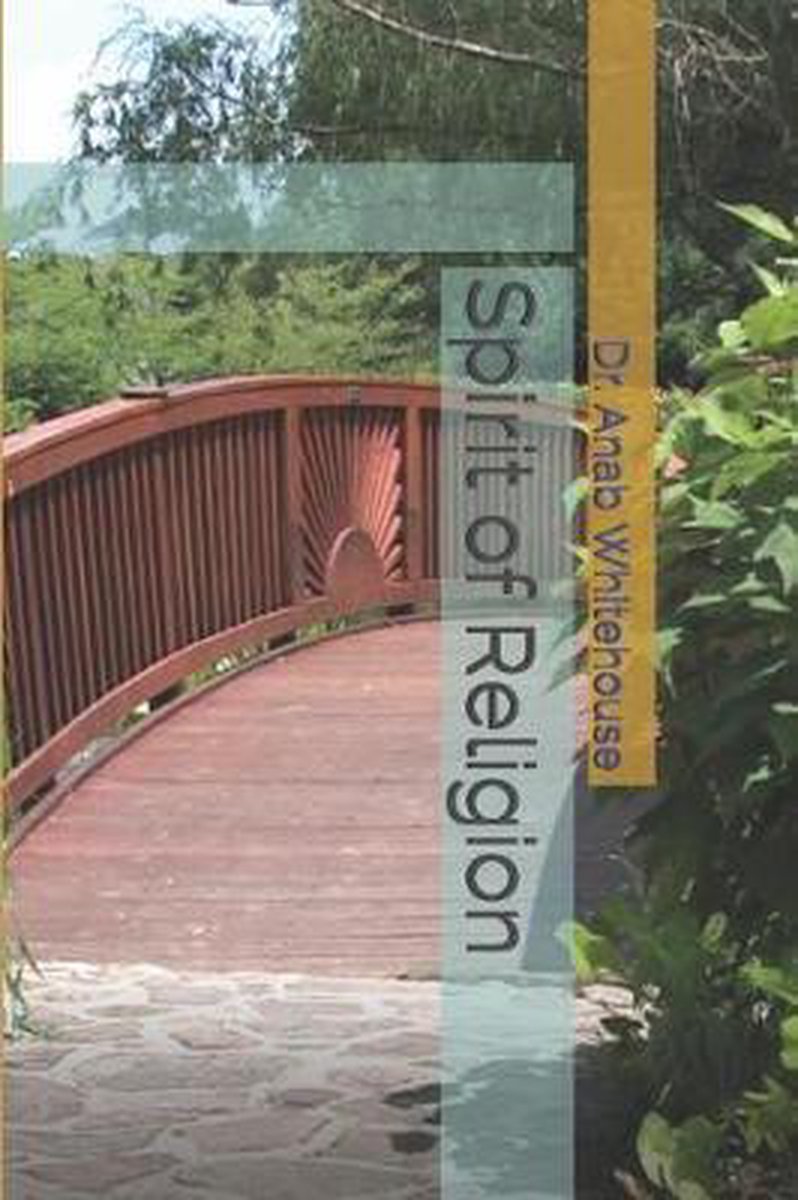 Spirit of Religion
Dr. Anab Whitehouse